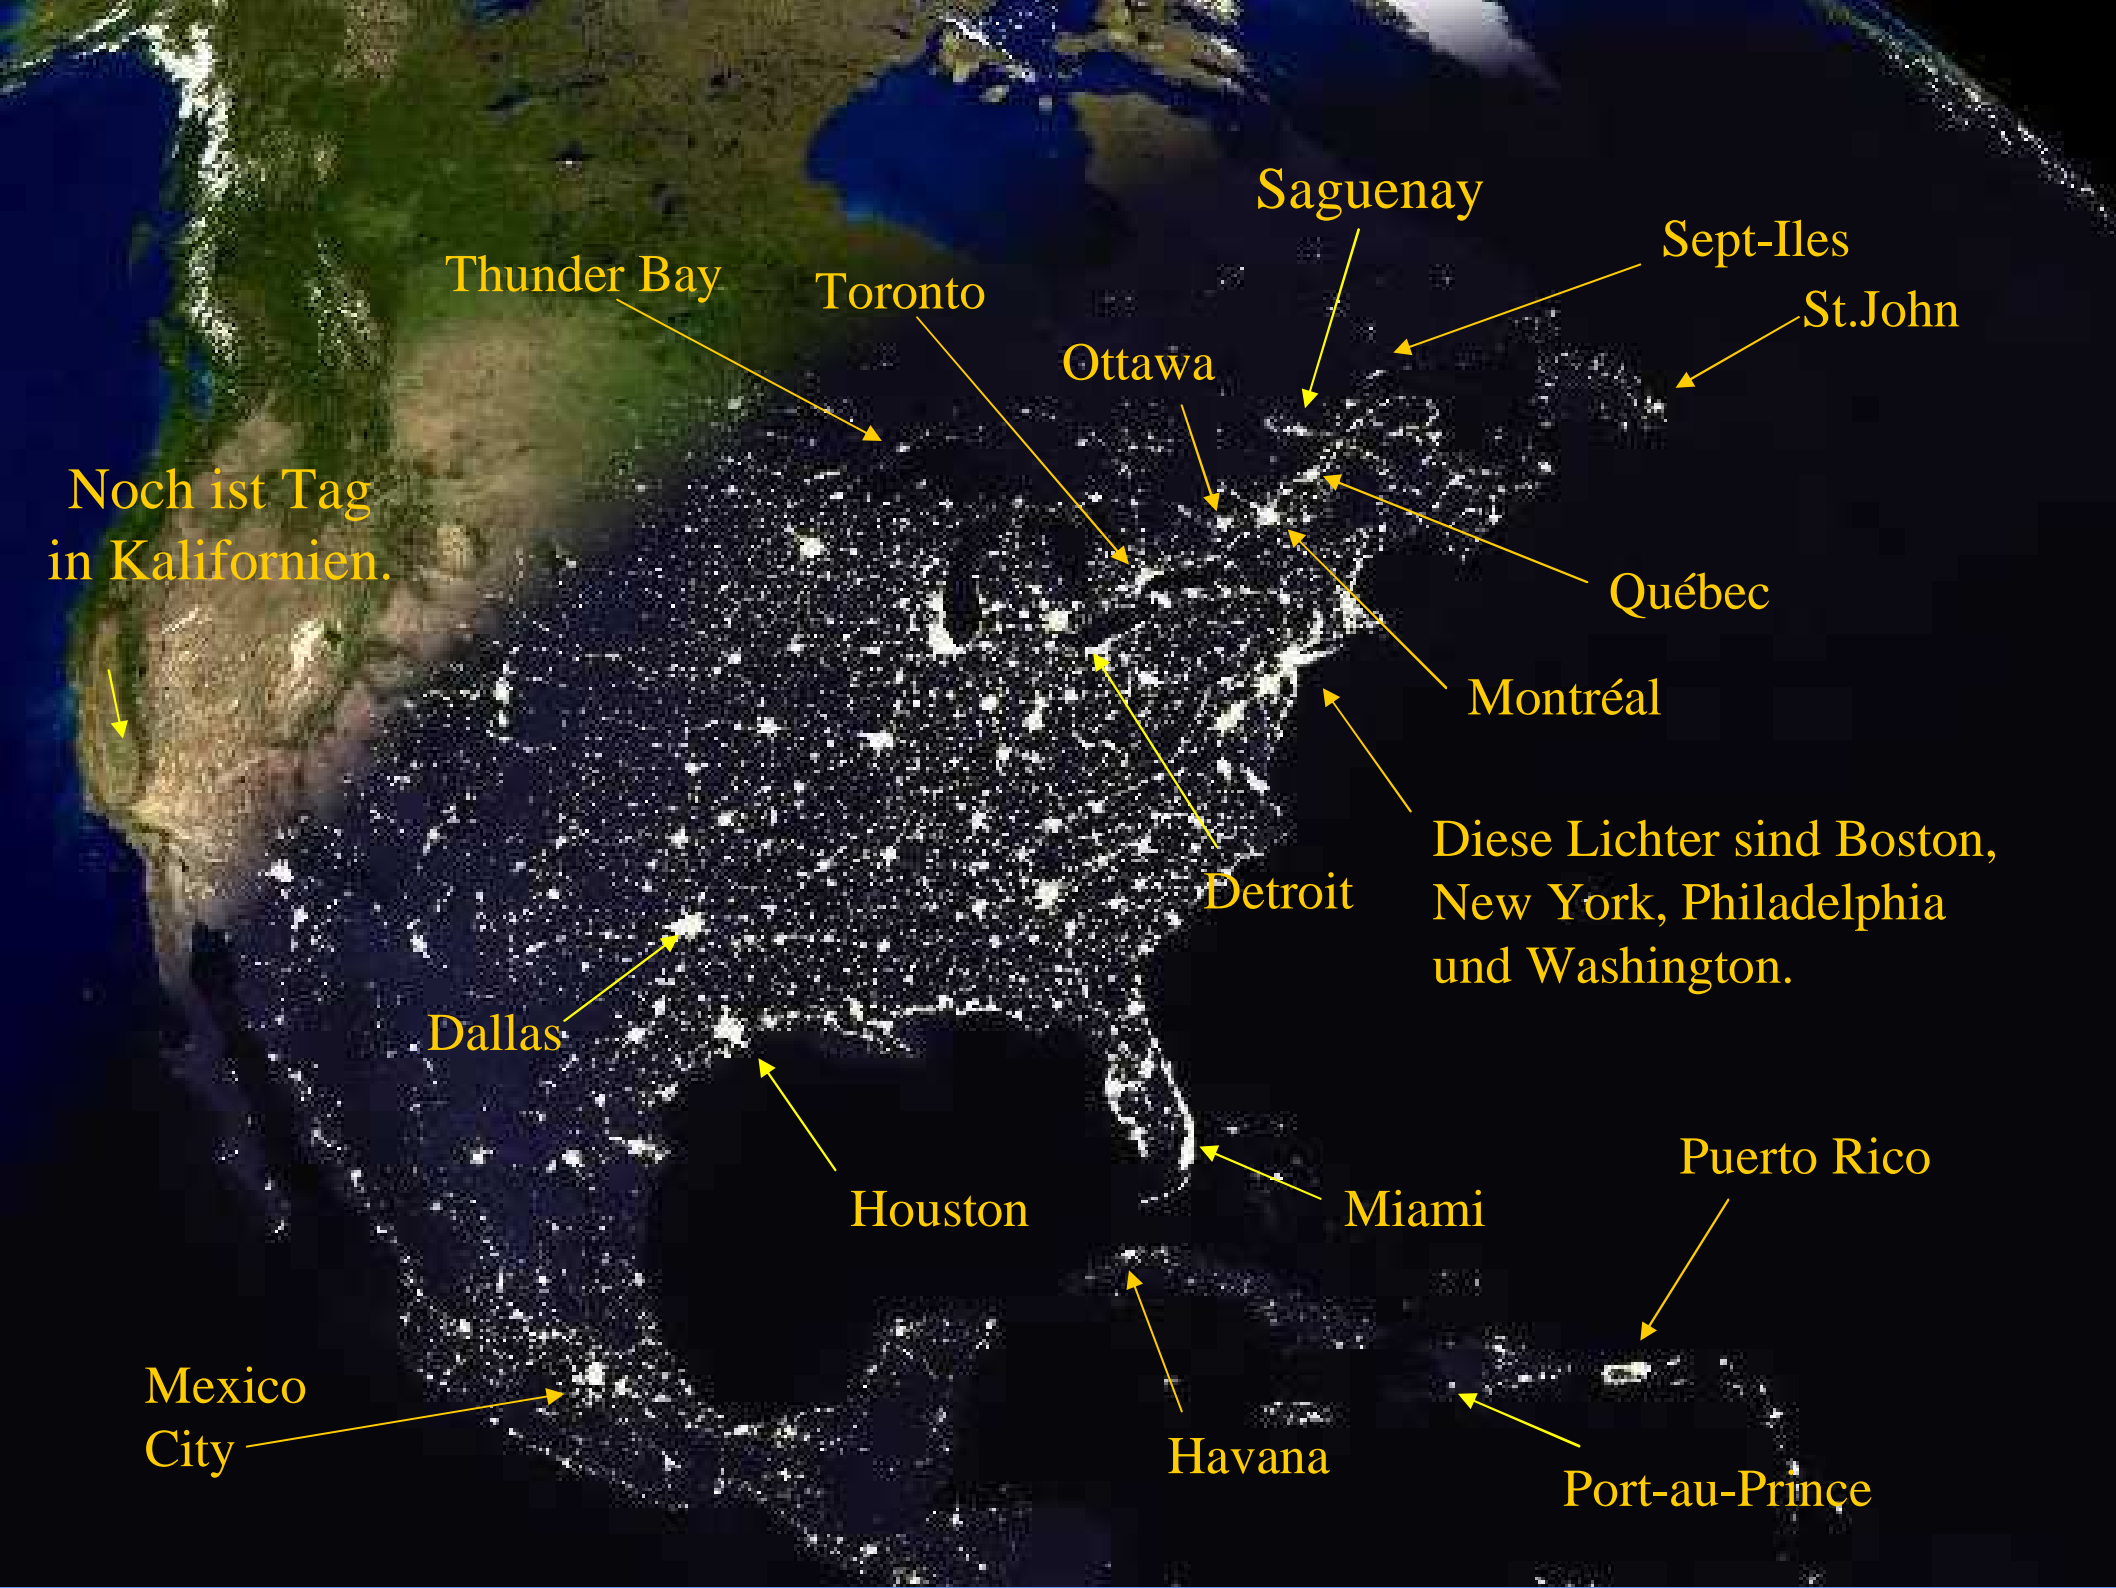 Saguenay
Sept-Iles
Thunder Bay
Toronto
St.John
Ottawa
Noch ist Tag
in Kalifornien.
Québec
Montréal
Diese Lichter sind Boston,
New York, Philadelphia
und Washington.
Detroit
Dallas
Houston
Miami
Puerto Rico
Mexico
City
Havana
Port-au-Prince